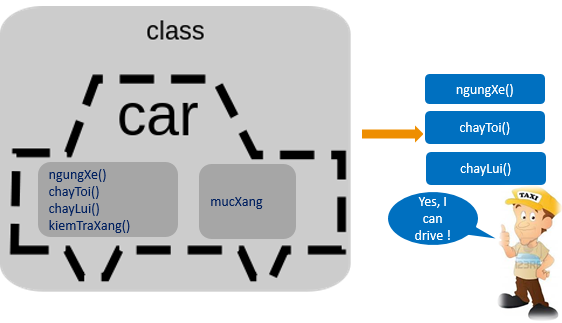 class
car
ngungXe()
chayToi()
chayLui()
kiemTraXang()
mucXang
ngungXe()
chayToi()
chayLui()
Yes, I
can
drive !
TAXI